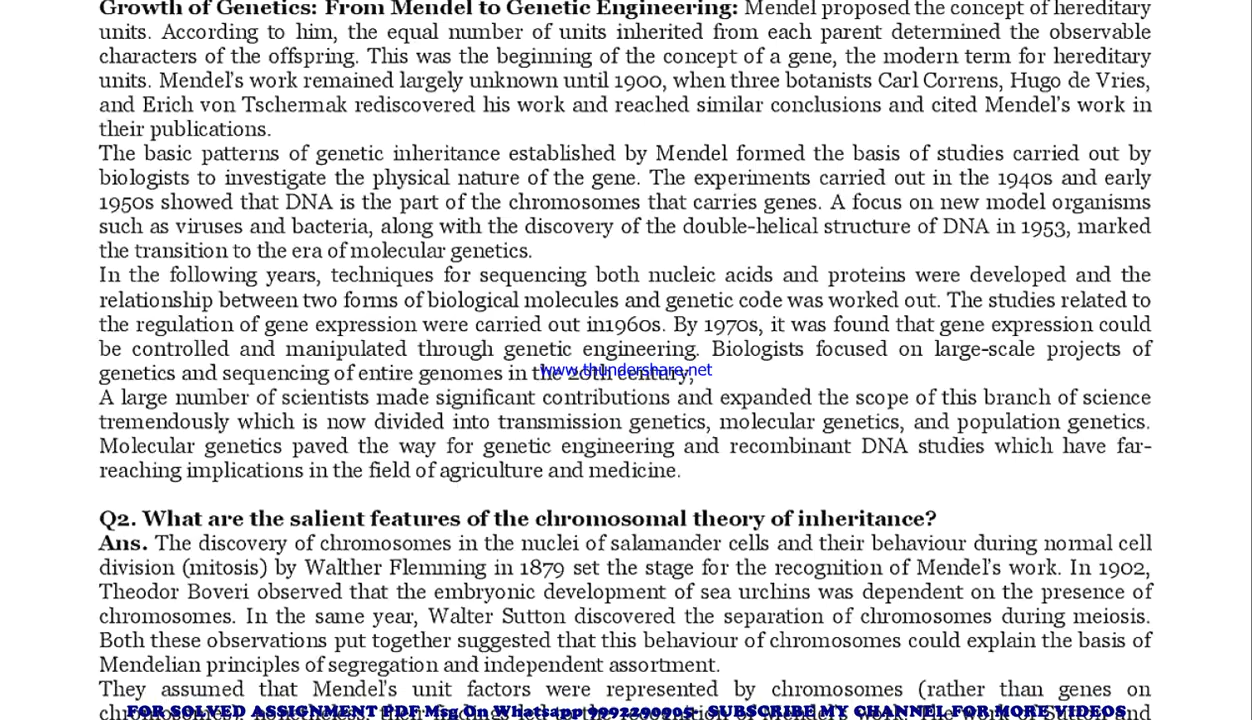 Growth of Genetics: From Mendel to Genetic Engineering: Mendel proposed the concept of hereditary
units. According to him, the equal number of units inherited from each parent determined the observable
characters of the offspring. This was the beginning of the concept of a gene, the modern term for hereditary
units. Mendel's work remained largely unknown until 1900, when three botanists Carl Correns, Hugo de Vries,
and Erich von Tschermak rediscovered his work and reached similar conclusions and cited Mendel's work in
their publications.
The basic patterns of genetic inheritance established by Mendel formed the basis of studies carried out by
biologists to investigate the physical nature of the gene. The experiments carried out in the 1940s and early
1950s showed that DNA is the part of the chromosomes that carries genes. A focus on new model organisms
such as viruses and bacteria, along with the discovery of the double-helical structure of DNA in 1953, marked
the transition to the era of molecular genetics.
In the following years, techniques for sequencing both nucleic acids and proteins were developed and the
relationship between two forms of biological molecules and genetic code was worked out. The studies related to
the regulation of gene expression were carried out in1960s. By 1970s, it was found that gene expression could
be controlled and manipulated through genetic engineering. Biologists focused on large-scale projects of
genetics and sequencing of entire genomes in the 20th century,
www.thundershare.net
A large number of scientists made significant contributions and expanded the scope of this branch of science
tremendously which is now divided into transmission genetics, molecular genetics, and population genetics.
Molecular genetics paved the way for genetic engineering and recombinant DNA studies which have far-
reaching implications in the field of agriculture and medicine.
Q2. What are the salient features of the chromosomal theory of inheritance?
Ans. The discovery of chromosomes in the nuclei of salamander cells and their behaviour during normal cell
division (mitosis) by Walther Flemming in 1879 set the stage for the recognition of Mendel's work. In 1902,
Theodor Boveri observed that the embryonic development of sea urchins was dependent on the presence of
chromosomes. In the same year, Walter Sutton discovered the separation of chromosomes during meiosis.
Both these observations put together suggested that this behaviour of chromosomes could explain the basis of
Mendelian principles of segregation and independent assortment.
They assumed that Mendel's unit factors were represented by chromosomes (rather than genes on
FOR SOLVED ASSIGNMENT PDF Msg On Whatsapp 9992290905- SUBSCRIBE MY CHANNEL FOR MORE VIDEOS